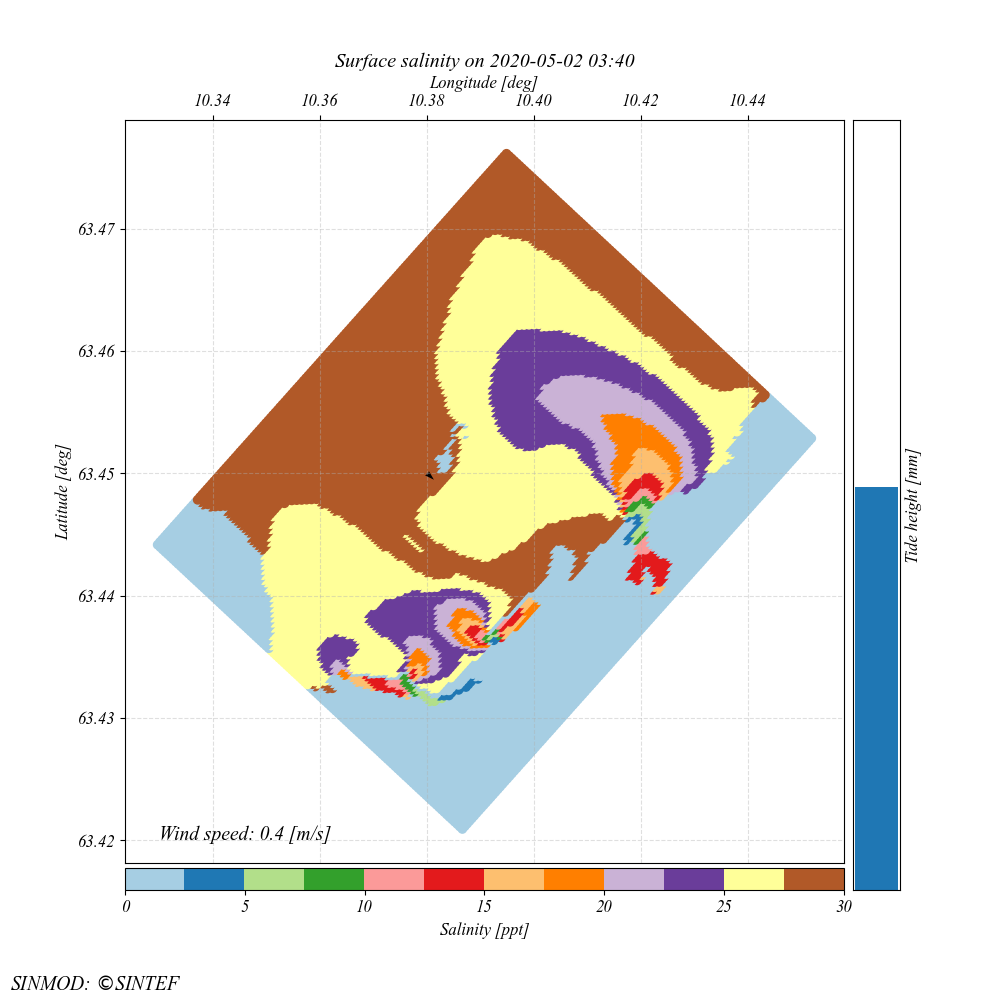 Surface salinity on 2020-05-02 03:40
Longitude [deg]
10.34 10.36 10.38 10.40 10.42 10.44
63.47
63.46
63.45
63.44
63.43
63.42
Latitude [deg]
Tide height [mm]
Wind speed: 0.4 [m/s]
0 5 10 15 20 25 30
Salinity [ppt]
SINMOD: ©SINTEF